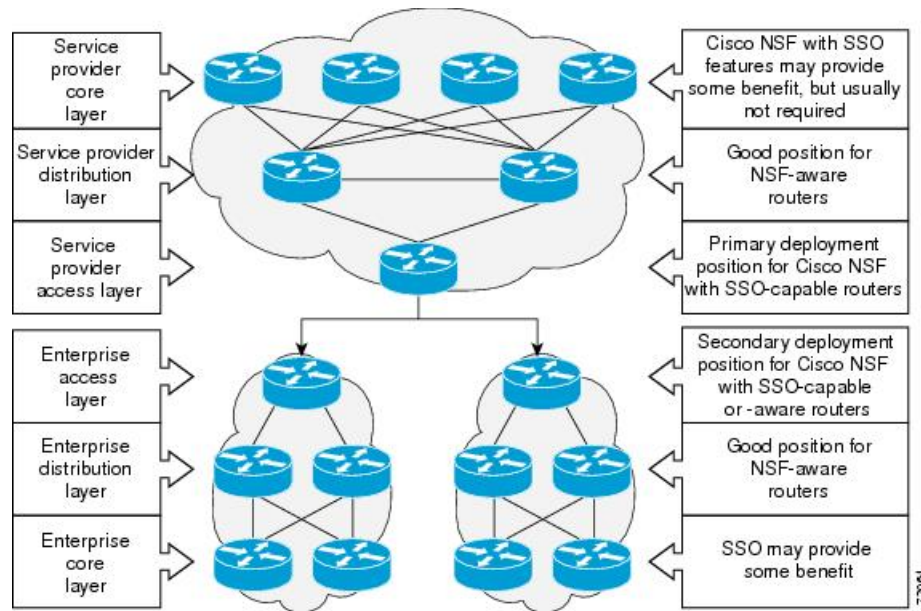 Service
provider
core
layer
Cisco NSF with SSO
features may provide
some benefit, but usually
not required
Service provider
distribution
layer
Good position for
NSF-aware
routers
Service
provider
access layer
Primary deployment
position for Cisco NSF
with SSO-capable routers
Enterprise
access
layer
Secondary deployment
position for Cisco NSF
with SSO-capable
or -aware routers
Enterprise
distribution
layer
Good position for
NSF-aware
routers
Enterprise
core
layer
SSO may provide
some benefit